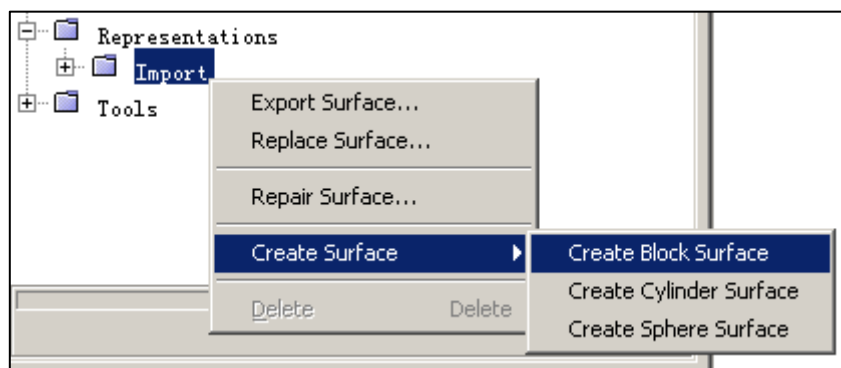 Representations
Import
Tools
Export Surface...
Replace Surface...
Repair Surface...
Create Surface
Create Block Surface
Create Cylinder Surface
Create Sphere Surface
Delete Delete